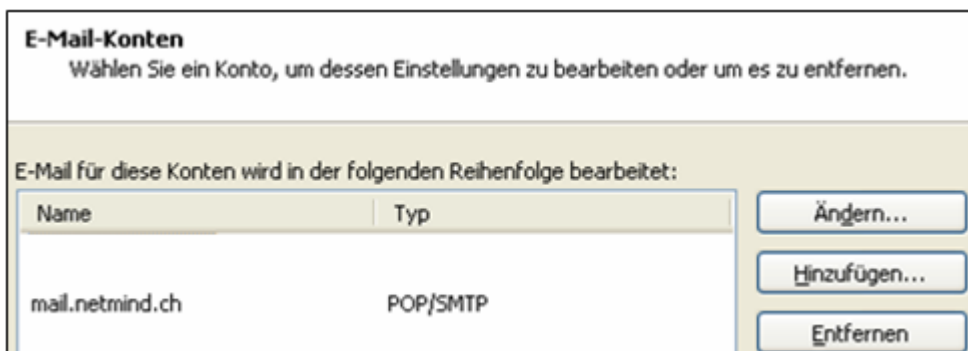 E-Mail-Konten
Wählen Sie ein Konto, um dessen Einstellungen zu bearbeiten oder um es zu entfernen.
E-Mail für diese Konten wird in der folgenden Reihenfolge bearbeitet:
Name Typ
Ändern...
Hinzufügen...
mail.netmind.ch POP/SMTP
Entfernen